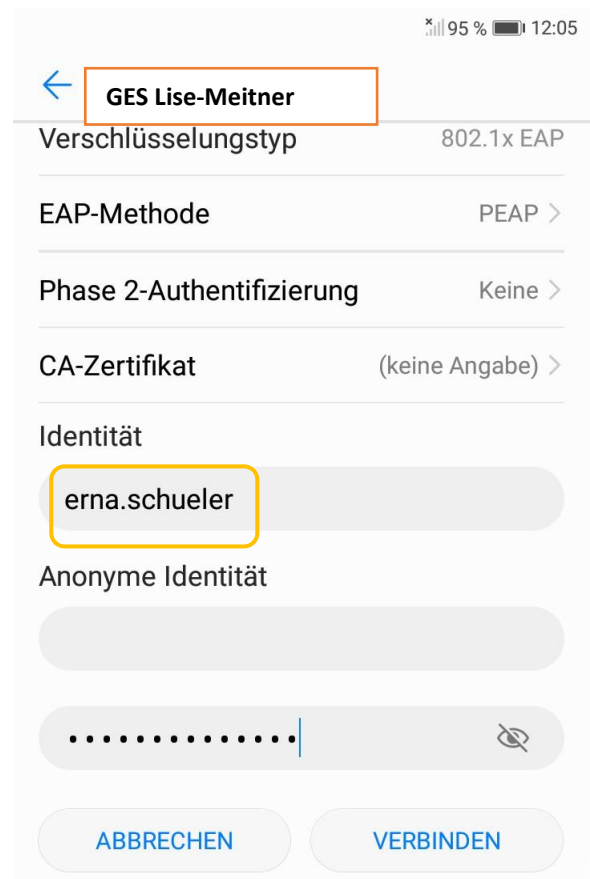 95 % 12:05
GES Lise-Meitner
Verschlüsselungstyp 802.1x EAP
EAP-Methode PEAP
Phase 2-Authentifizierung Keine
CA-Zertifikat (keine Angabe)
Identität
erna.schueler
Anonyme Identität
••••••••••••••
ABBRECHEN VERBINDEN